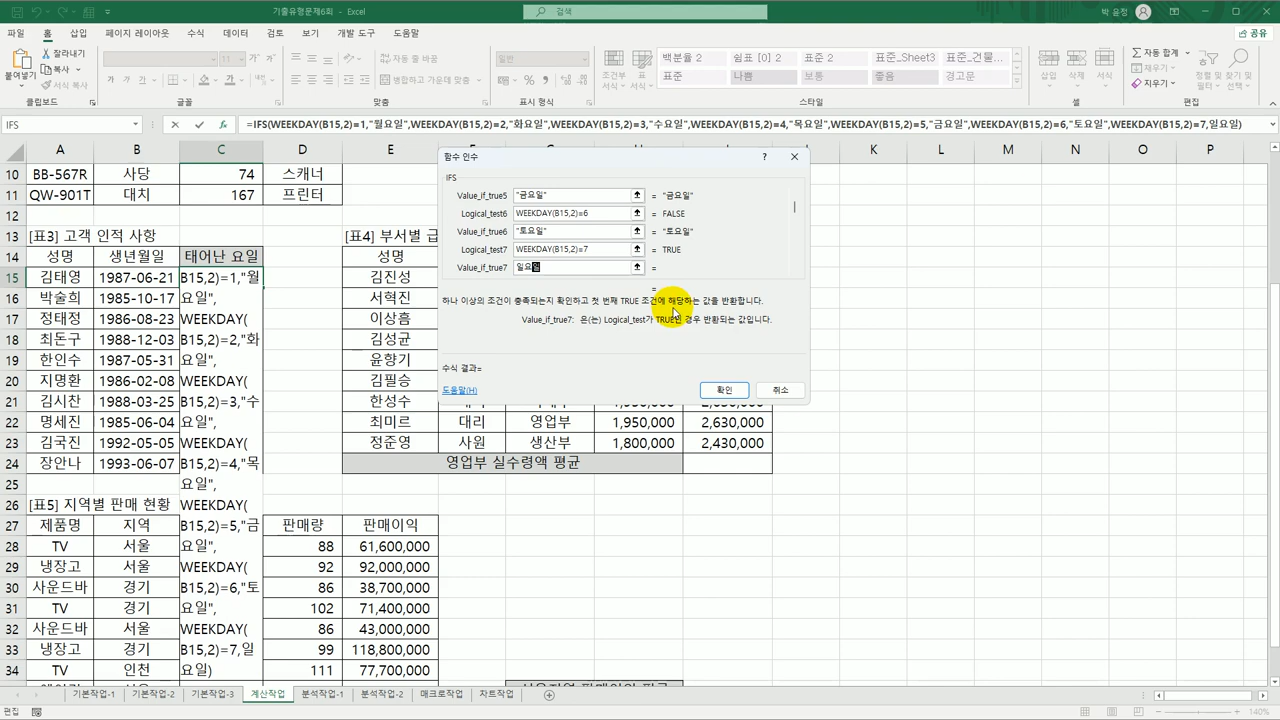 기출유형문제6회 - Excel
검색
박 윤정
파일 홈 삽입 페이지 레이아웃 수식 데이터 검토 보기 개발 도구 도움말
공유
붙여넣기
잘라내기
복사
서식 복사
클립보드
11
글꼴
자동 줄 바꿈
병합하고 가운데 맞춤
맞춤
일반
표시 형식
조건부 서식
표 서식
백분율 2 쉼표 [0] 2 표준 2 표준_Sheet3 표준_건물...
표준 나쁨 보통 좋음 경고문
스타일
삽입 삭제 서식
셀
자동 합계
채우기
지우기
정렬 및 필터
찾기 및 선택
편집
IFS
=IFS(WEEKDAY(B15,2)=1,"월요일",WEEKDAY(B15,2)=2,"화요일",WEEKDAY(B15,2)=3,"수요일",WEEKDAY(B15,2)=4,"목요일",WEEKDAY(B15,2)=5,"금요일",WEEKDAY(B15,2)=6,"토요일",WEEKDAY(B15,2)=7,일요일)
A B C D E J K L M N O P
10 BB-567R 사당 74 스캐너
11 QW-901T 대치 167 프린터
12
13 [표3] 고객 인적 사항 [표4] 부서별 급
14 성명 생년월일 태어난 요일 성명
15 김태영 1987-06-21 B15,2)=1,"월 김진성
16 박술희 1985-10-17 요일", 서혁진
17 정태정 1986-08-23 WEEKDAY( 이상흠
18 최돈구 1988-12-03 B15,2)=2,"화 김성균
19 한인수 1987-05-31 요일", 윤향기
20 지명환 1986-02-08 WEEKDAY( 김필승
21 김시찬 1988-03-25 B15,2)=3,"수 한성수
22 명세진 1985-06-04 요일", 최미르 대리 영업부 1,950,000 2,630,000
23 김국진 1992-05-05 WEEKDAY( 정준영 사원 생산부 1,800,000 2,430,000
24 장안나 1993-06-07 B15,2)=4,"목 영업부 실수령액 평균
25 요일",
26 [표5] 지역별 판매 현황 WEEKDAY(
27 제품명 지역 B15,2)=5,"금 판매량 판매이익
28 TV 서울 요일", 88 61,600,000
29 냉장고 서울 WEEKDAY( 92 92,000,000
30 사운드바 경기 B15,2)=6,"토 86 38,700,000
31 TV 경기 요일", 102 71,400,000
32 사운드바 서울 WEEKDAY( 86 43,000,000
33 냉장고 경기 B15,2)=7,일 99 118,800,000
34 TV 인천 요일) 111 77,700,000
함수 인수
IFS
Value_if_true5 "금요일" = "금요일"
Logical_test6 WEEKDAY(B15,2)=6 = FALSE
Value_if_true6 "토요일" = "토요일"
Logical_test7 WEEKDAY(B15,2)=7 = TRUE
Value_if_true7 일요일 =
=
하나 이상의 조건이 충족되는지 확인하고 첫 번째 TRUE 조건에 해당하는 값을 반환합니다.
Value_if_true7: 은(는) Logical_test가 TRUE인 경우 반환되는 값입니다.
수식 결과=
도움말(H)
확인 취소
기본작업-1 기본작업-2 기본작업-3 계산작업 분석작업-1 분석작업-2 매크로작업 차트작업
편집
140%